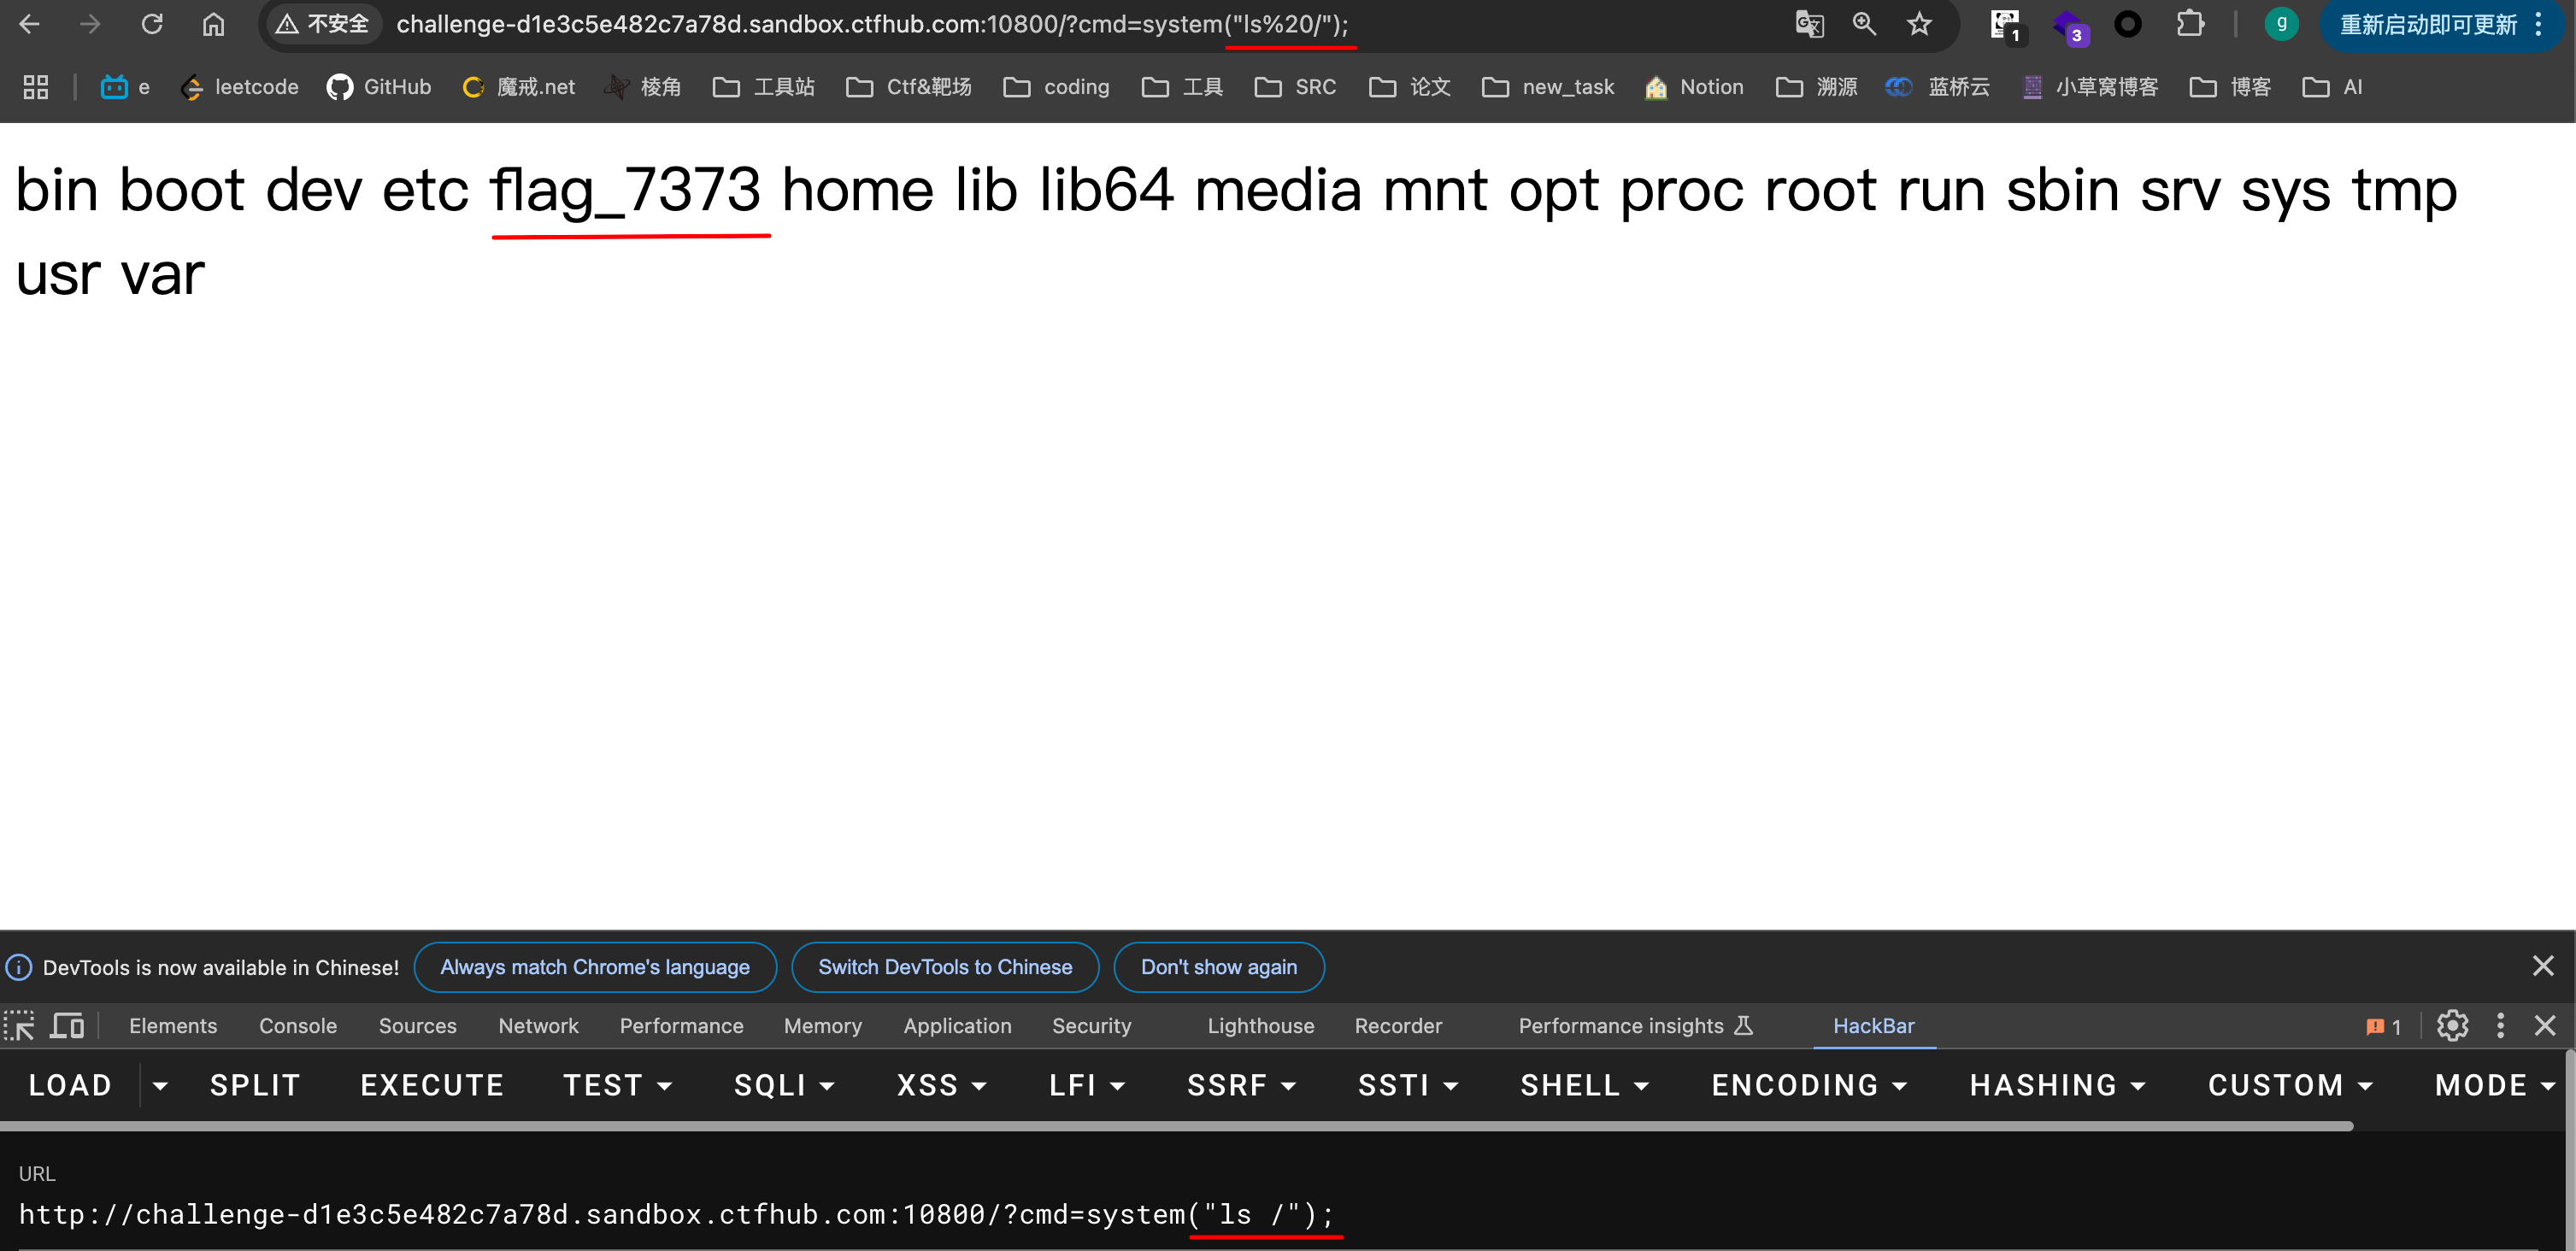 不安全 challenge-d1e3c5e482c7a78d.sandbox.ctfhub.com:10800/?cmd=system("ls%20/"); 1 3 g 重新启动即可更新
e leetcode GitHub 魔戒.net 棱角 工具站 Ctf&靶场 coding 工具 SRC 论文 new_task Notion 溯源 蓝桥云 小草窝博客 博客 AI
bin boot dev etc flag_7373 home lib lib64 media mnt opt proc root run sbin srv sys tmp
usr var
DevTools is now available in Chinese! Always match Chrome's language Switch DevTools to Chinese Don't show again
Elements Console Sources Network Performance Memory Application Security Lighthouse Recorder Performance insights HackBar 1
LOAD SPLIT EXECUTE TEST SQLI XSS LFI SSRF SSTI SHELL ENCODING HASHING CUSTOM MODE
URL
http://challenge-d1e3c5e482c7a78d.sandbox.ctfhub.com:10800/?cmd=system("ls /");